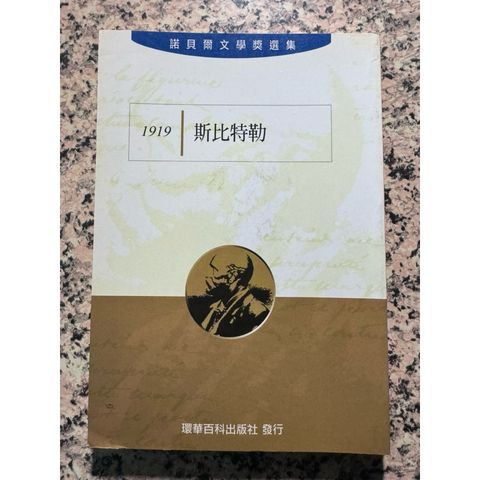 諾貝爾文學獎選集
1919 斯比特勒
環華百科出版社 發行